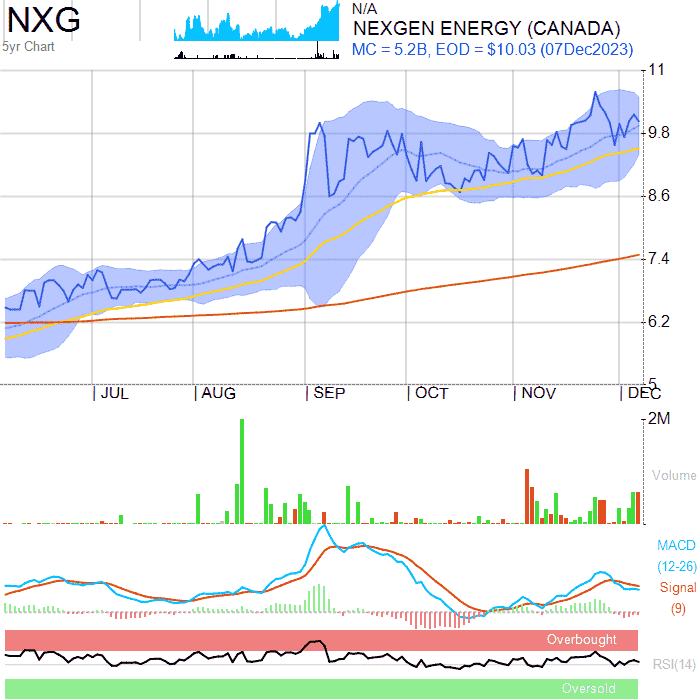 NXG
5yr Chart
N/A
NEXGEN ENERGY (CANADA)
MC = 5.2B, EOD = $10.03 (07Dec2023)
11
9.8
8.6
7.4
6.2
5
JUL AUG SEP OCT NOV DEC
2M
Volume
MACD
(12-26)
Signal
(9)
Overbought
RSI(14)
Oversold